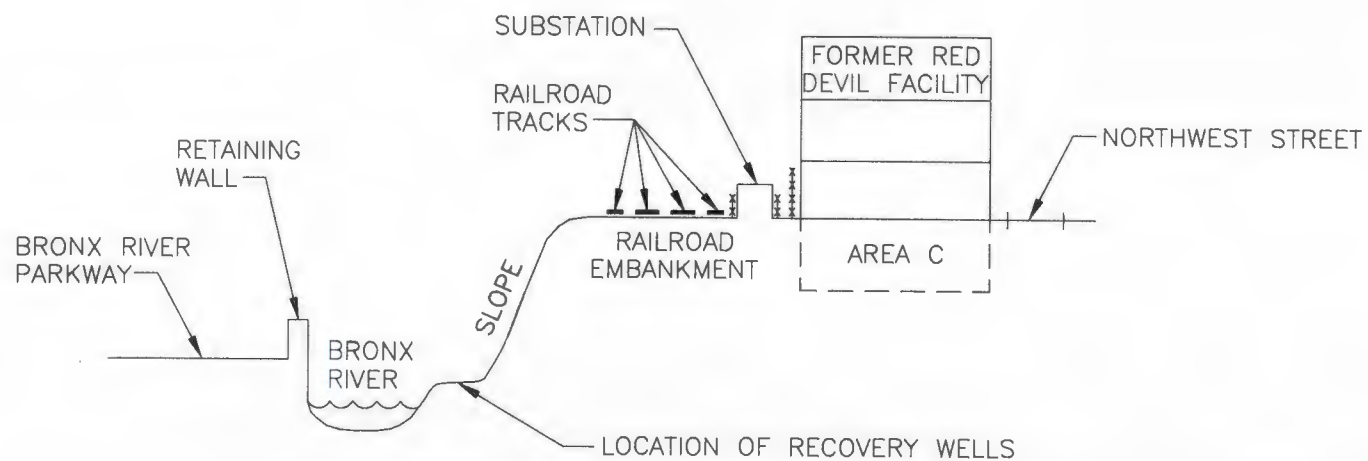 SUBSTATION
FORMER RED
DEVIL FACILITY
RAILROAD
TRACKS
NORTHWEST STREET
RETAINING
WALL
BRONX RIVER
PARKWAY
RAILROAD
EMBANKMENT
AREA C
SLOPE
BRONX
RIVER
LOCATION OF RECOVERY WELLS